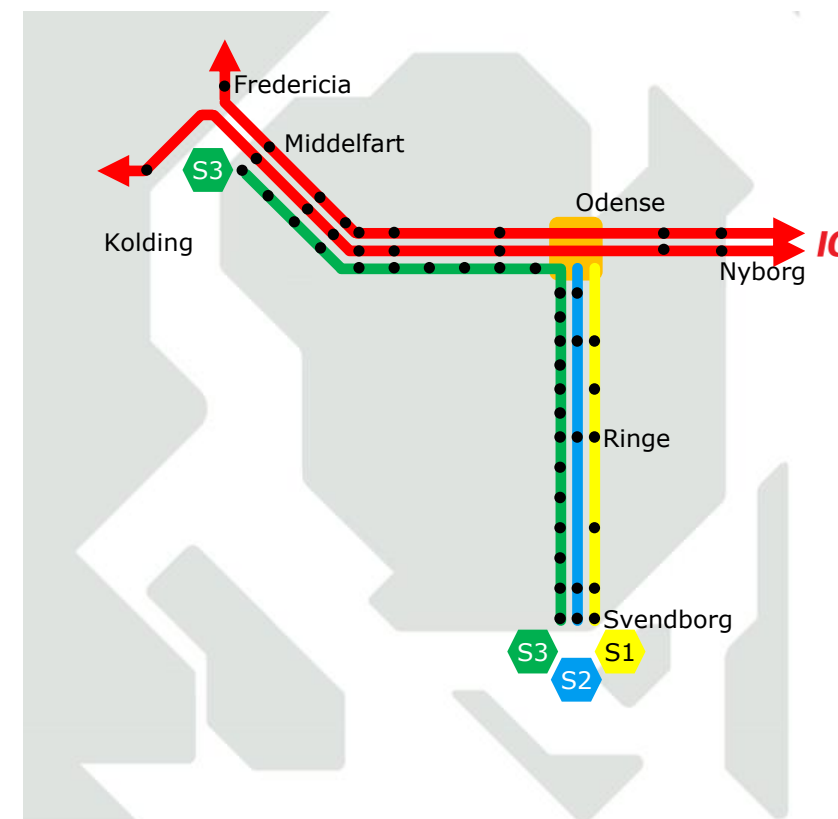 Fredericia
Middelfart
S3
Odense
Kolding
Nyborg
Ringe
Svendborg
S3
S1
S2